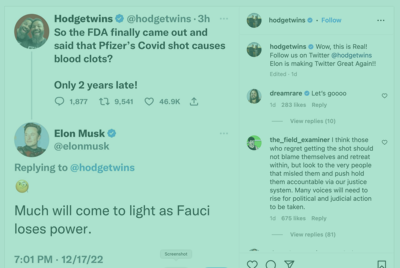 Hodgetwins @hodgetwins · 3h
So the FDA finally came out and
said that Pfizer's Covid shot causes
blood clots?
Only 2 years late!
1,877 9,541 46.9K
Elon Musk
@elonmusk
Replying to @hodgetwins
Much will come to light as Fauci
loses power.
7:01 PM · 12/17/22
Screenshot
hodgetwins • Follow
hodgetwins Wow, this is Real!
Follow us on Twitter @hodgetwins
Elon is making Twitter Great Again!!
Edited · 1d
dreamrare Let's goooo
1d 283 likes Reply
View replies (10)
the_field_examiner I think those
who regret getting the shot should
not blame themselves and retreat
within, but look to the very people
that misled them and push hold
them accountable via our justice
system. Many voices will need to
rise for political and judicial action
to be taken.
1d 675 likes Reply
View replies (81)